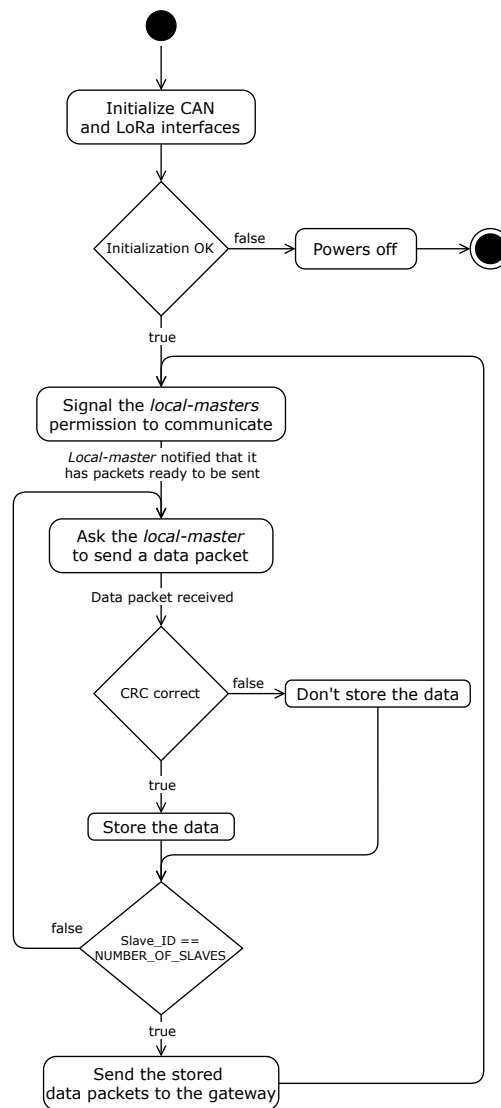 Initialize CAN
and LoRa interfaces
Initialization OK
false
Powers off
true
Signal the local-masters
permission to communicate
Local-master notified that it
has packets ready to be sent
Ask the local-master
to send a data packet
Data packet received
CRC correct
false
Don't store the data
true
Store the data
false
Slave_ID ==
NUMBER_OF_SLAVES
true
Send the stored
data packets to the gateway